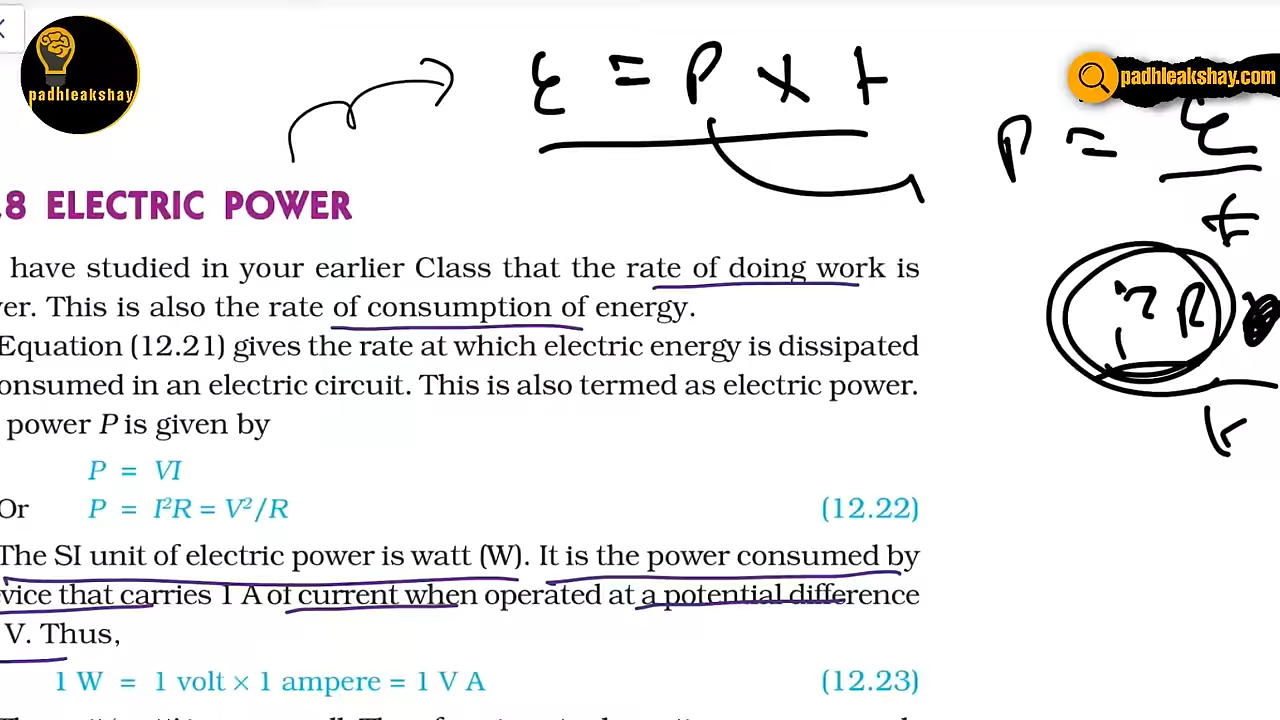 padhleakshay
padhleakshay.com
ε = P x t
P = ε
t
i2 R
t
.8 ELECTRIC POWER
have studied in your earlier Class that the rate of doing work is
ver. This is also the rate of consumption of energy.
Equation (12.21) gives the rate at which electric energy is dissipated
onsumed in an electric circuit. This is also termed as electric power.
power P is given by
P = VI
Or P = I²R = V²/R (12.22)
The SI unit of electric power is watt (W). It is the power consumed by
vice that carries 1 A of current when operated at a potential difference
V. Thus,
1 W = 1 volt × 1 ampere = 1 V A (12.23)